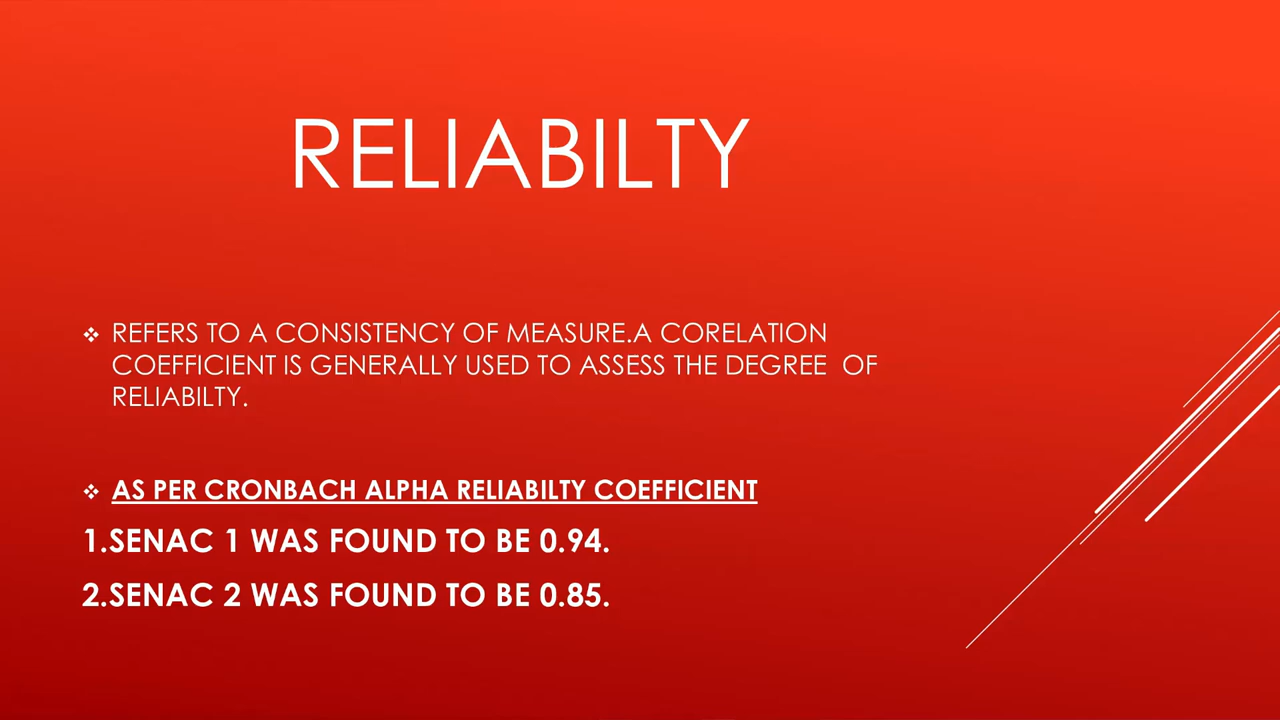 RELIABILTY
❖ REFERS TO A CONSISTENCY OF MEASURE.A CORELATION
COEFFICIENT IS GENERALLY USED TO ASSESS THE DEGREE OF
RELIABILTY.
❖ AS PER CRONBACH ALPHA RELIABILTY COEFFICIENT
1.SENAC 1 WAS FOUND TO BE 0.94.
2.SENAC 2 WAS FOUND TO BE 0.85.